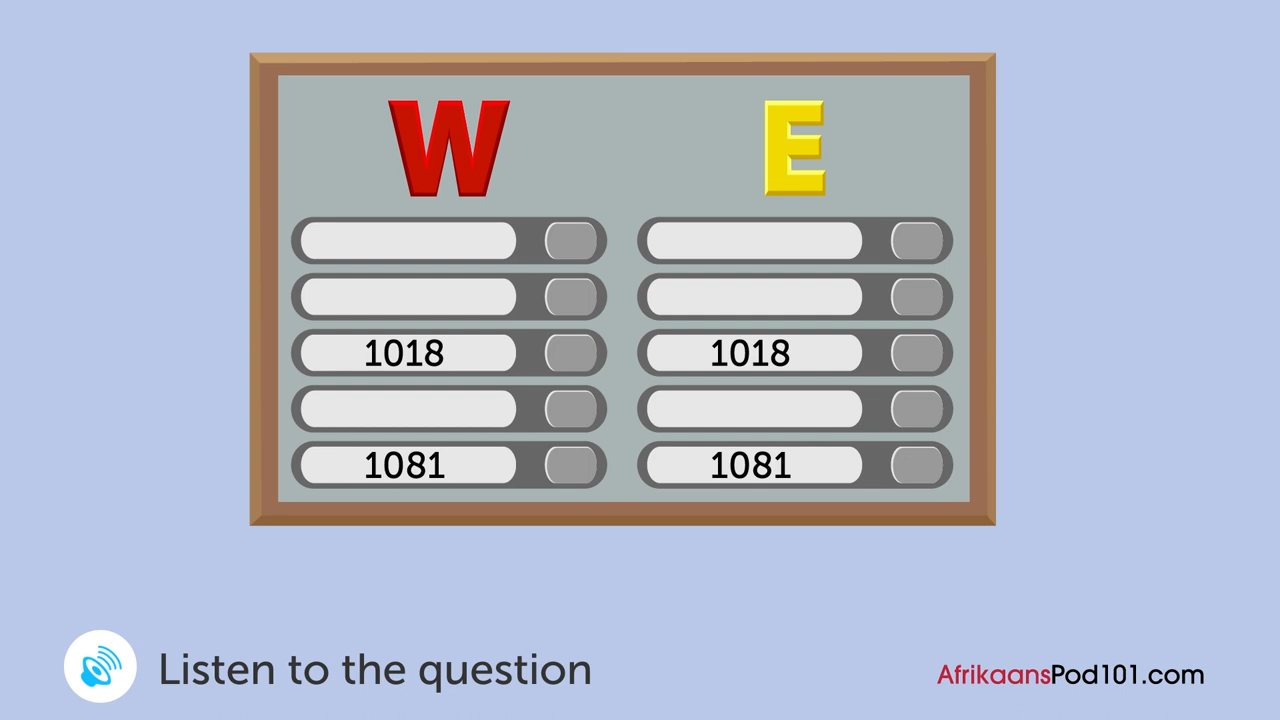 W E
1018 1018
1081 1081
Listen to the question
AfrikaansPod101.com